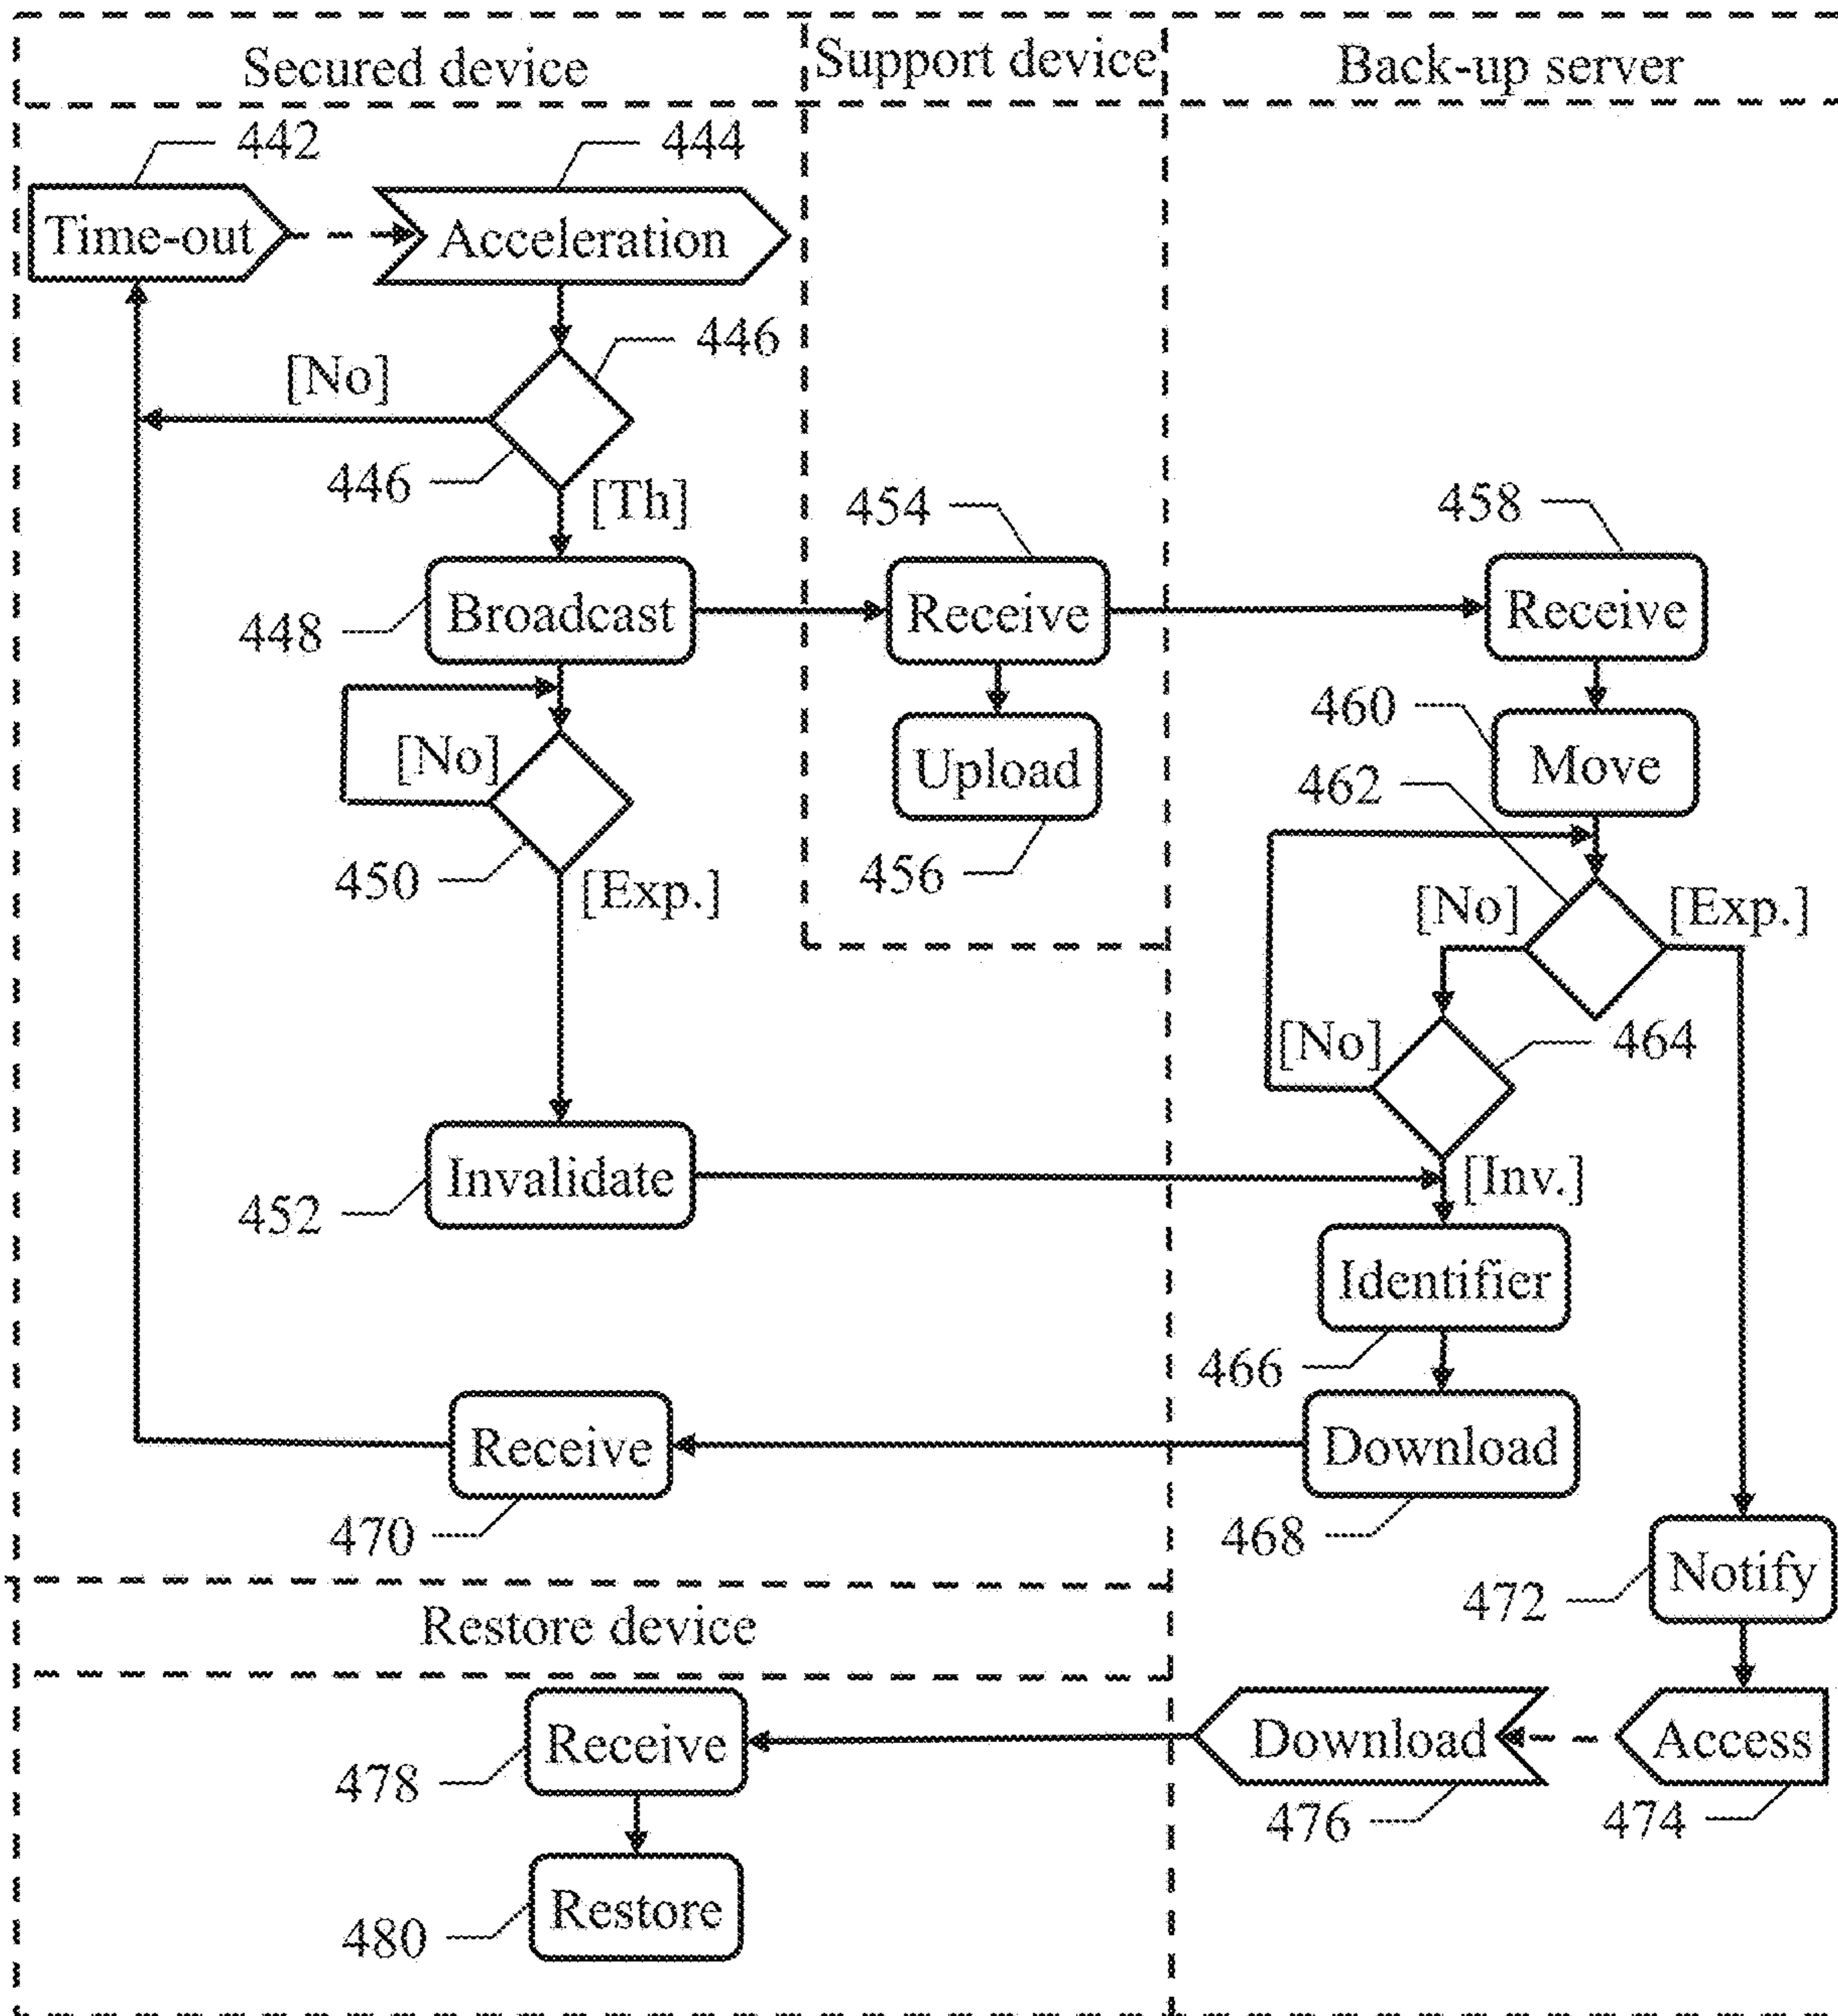 Secured device
Support device
Back-up server
442
444
Time-out
Acceleration
446
[No]
446
[Th]
454
458
Broadcast
Receive
Receive
448
460
[No]
Upload
Move
462
450
456
[Exp.]
[No]
[Exp.]
[No]
464
Invalidate
[Inv.]
452
Identifier
466
Receive
Download
470
468
Notify
472
Restore device
Receive
Download
Access
478
476
474
Restore
480